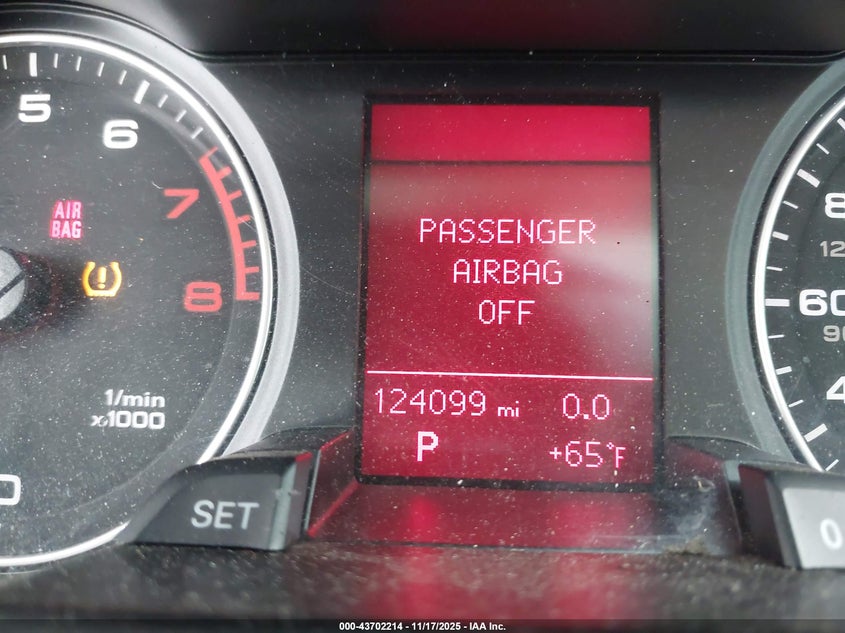 5
6
7
8
AIR
BAG
1/min
x1000
SET
PASSENGER
AIRBAG
OFF
124099 mi 0.0
P +65°F
60
000-43702214 - 11/17/2025 - IAA Inc.